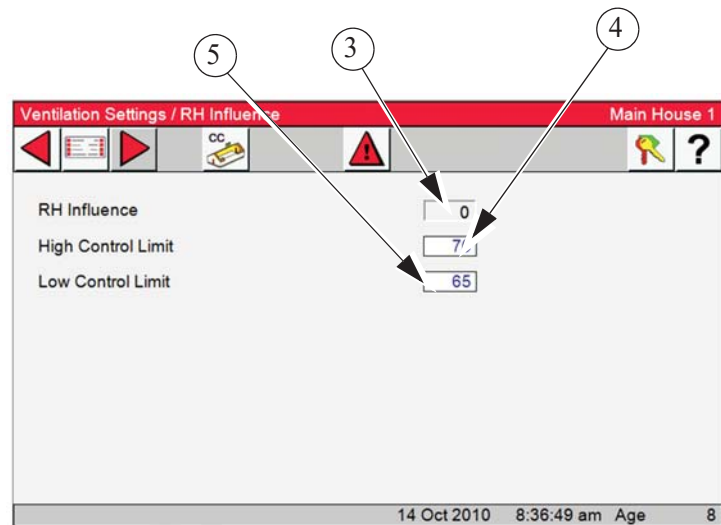 5 3 4
Ventilation Settings / RH Influence Main House 1
CC ?
RH Influence 0
High Control Limit
Low Control Limit 65
14 Oct 2010 8:36:49 am Age 8